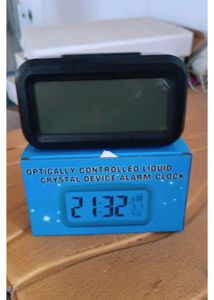 OPTICALLY CONTROLLED LIQUID
CRYSTAL DEVICE ALARM CLOCK
21:32